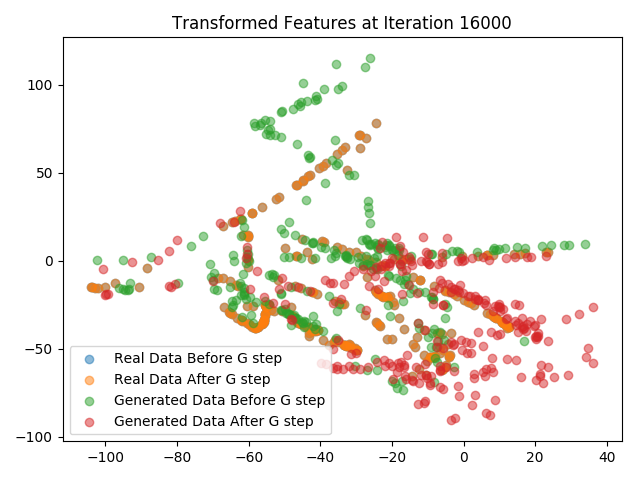 Transformed Features at Iteration 16000
100
50
0
−50
−100
Real Data Before G step
Real Data After G step
Generated Data Before G step
Generated Data After G step
−100 −80 −60 −40 −20 0 20 40